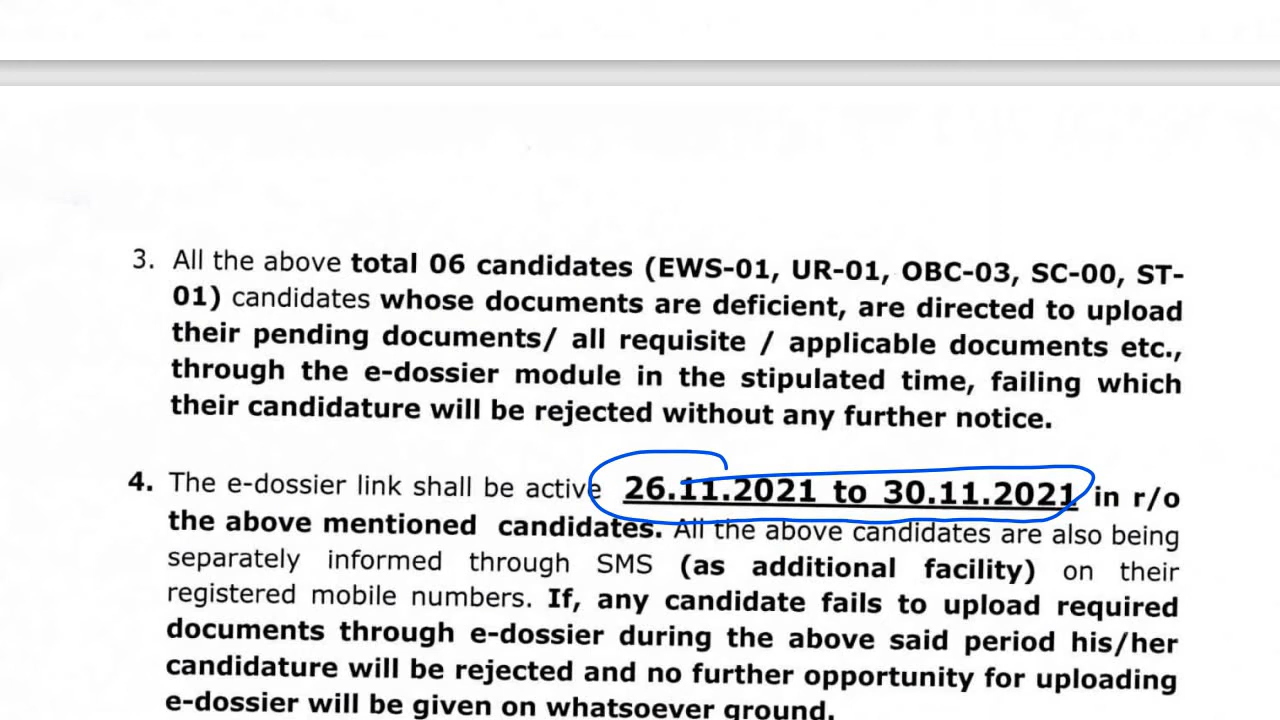 3. All the above total 06 candidates (EWS-01, UR-01, OBC-03, SC-00, ST-
01) candidates whose documents are deficient, are directed to upload
their pending documents/ all requisite / applicable documents etc.,
through the e-dossier module in the stipulated time, failing which
their candidature will be rejected without any further notice.
4. The e-dossier link shall be active 26.11.2021 to 30.11.2021 in r/o
the above mentioned candidates. All the above candidates are also being
separately informed through SMS (as additional facility) on their
registered mobile numbers. If, any candidate fails to upload required
documents through e-dossier during the above said period his/her
candidature will be rejected and no further opportunity for uploading
e-dossier will be given on whatsoever ground.